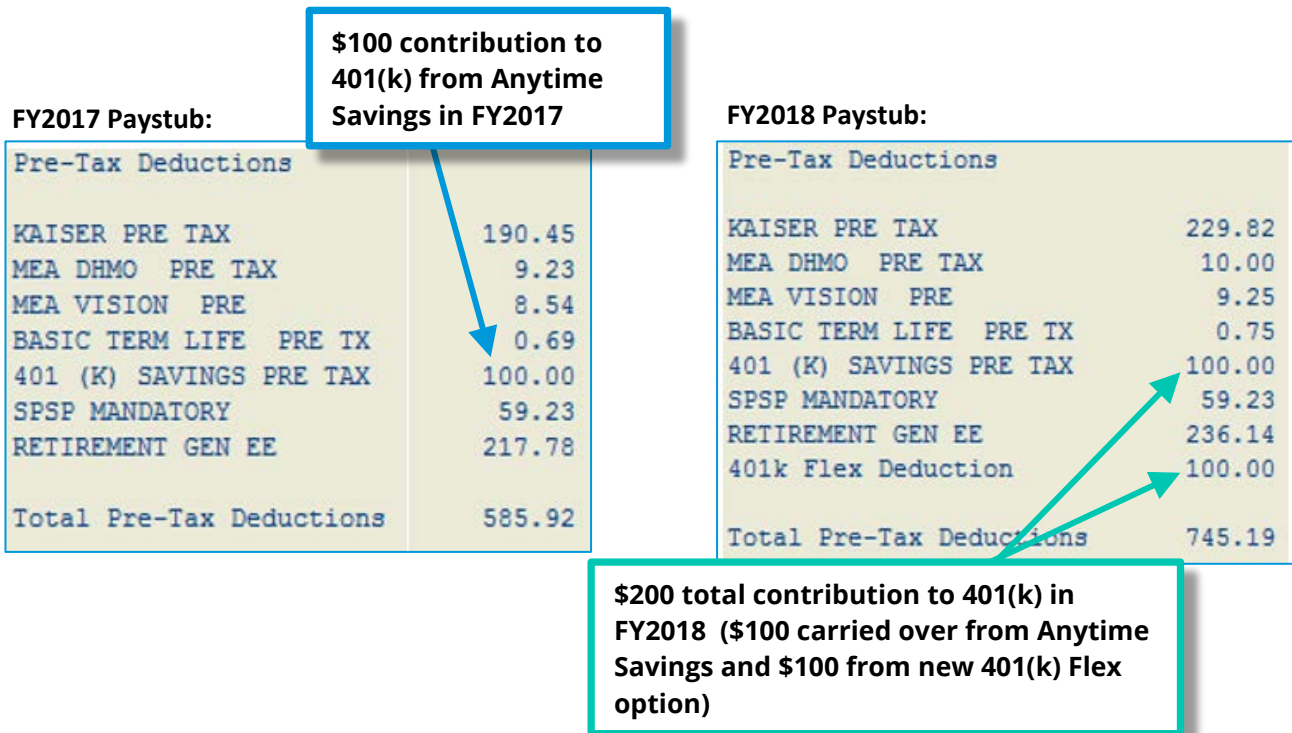 $100 contribution to
401(k) from Anytime
Savings in FY2017
FY2017 Paystub:
Pre-Tax Deductions
KAISER PRE TAX 190.45
MEA DHMO PRE TAX 9.23
MEA VISION PRE 8.54
BASIC TERM LIFE PRE TX 0.69
401 (K) SAVINGS PRE TAX 100.00
SPSP MANDATORY 59.23
RETIREMENT GEN EE 217.78
Total Pre-Tax Deductions 585.92
FY2018 Paystub:
Pre-Tax Deductions
KAISER PRE TAX 229.82
MEA DHMO PRE TAX 10.00
MEA VISION PRE 9.25
BASIC TERM LIFE PRE TX 0.75
401 (K) SAVINGS PRE TAX 100.00
SPSP MANDATORY 59.23
RETIREMENT GEN EE 236.14
401k Flex Deduction 100.00
Total Pre-Tax Deductions 745.19
$200 total contribution to 401(k) in
FY2018 ($100 carried over from Anytime
Savings and $100 from new 401(k) Flex
option)